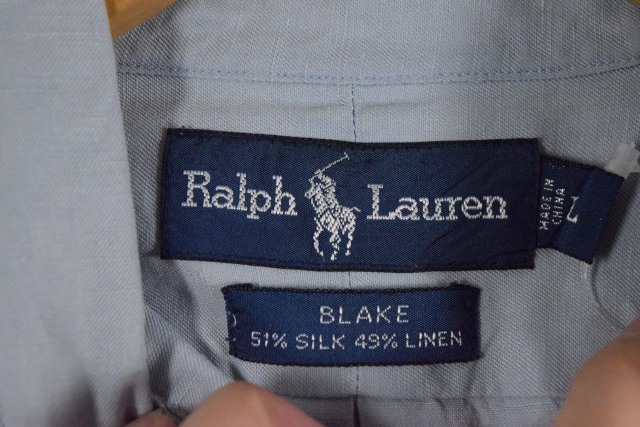 Ralph Lauren
MADE IN
CHINA
L
BLAKE
51% SILK 49% LINEN